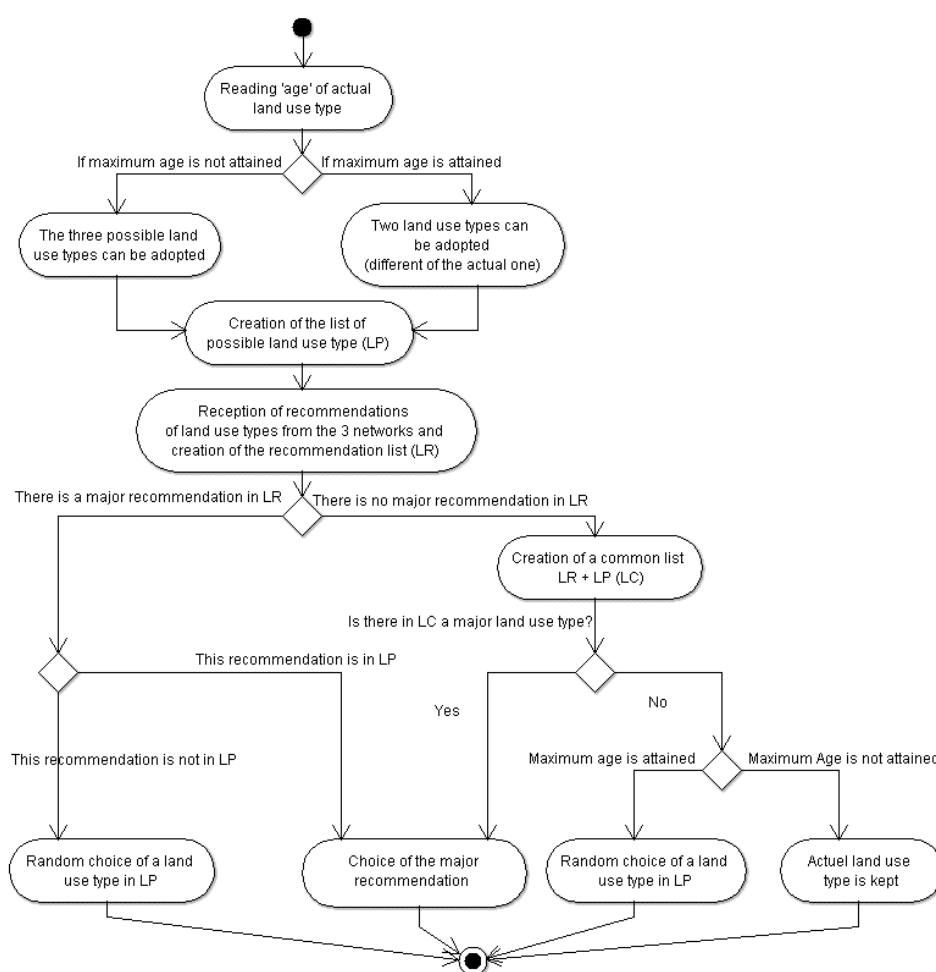 Reading 'age' of actual
land use type
If maximum age is not attained
If maximum age is attained
The three possible land
use types can be adopted
Two land use types can
be adopted
(different of the actual one)
Creation of the list of
possible land use type (LP)
Reception of recommendations
of land use types from the 3 networks and
creation of the recommendation list (LR)
There is a major recommendation in LR
There is no major recommendation in LR
Creation of a common list
LR + LP (LC)
Is there in LC a major land use type?
This recommendation is in LP
Yes
No
This recommendation is not in LP
Maximum age is attained
Maximum Age is not attained
Random choice of a land
use type in LP
Choice of the major
recommendation
Random choice of a land
use type in LP
Actuel land use
type is kept